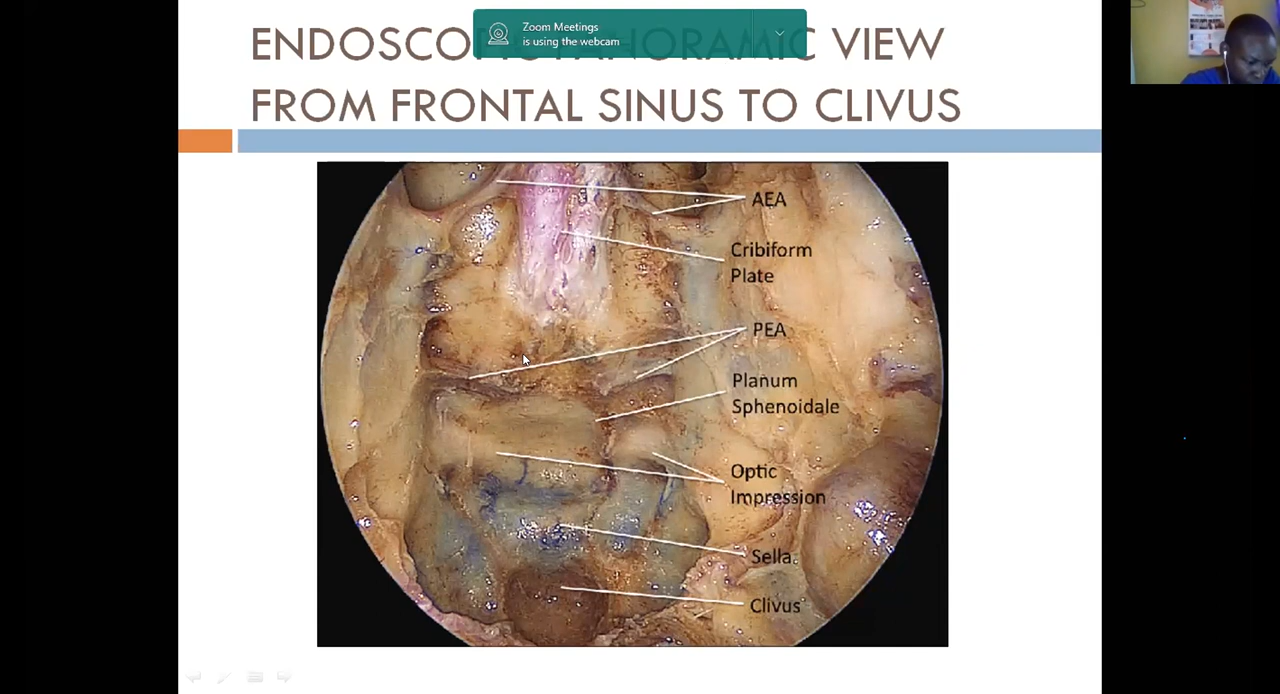 Zoom Meetings
is using the webcam
VIEW
FROM FRONTAL SINUS TO CLIVUS
AEA
Cribiform
Plate
PEA
Planum
Sphenoidale
Optic
Impression
Sella
Clivus